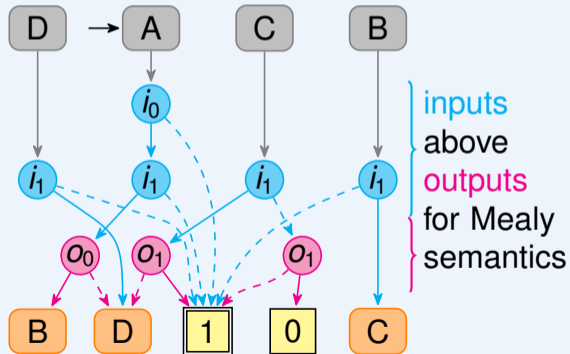 D A C B
i0
inputs
above
i1 i1 i1 i1
outputs
for Mealy
o0 o1 o1
semantics
B D 1 0 C